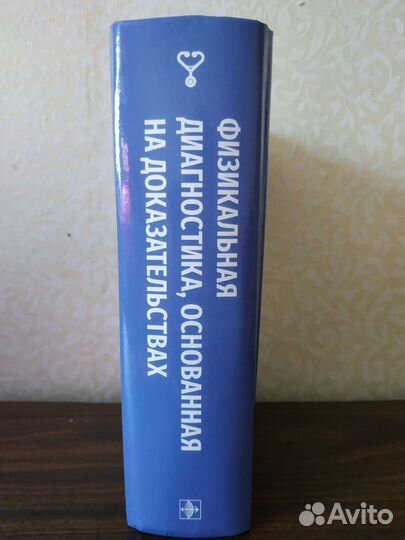 ФИЗИКАЛЬНАЯ
ДИАГНОСТИКА, ОСНОВАННАЯ
НА ДОКАЗАТЕЛЬСТВАХ
Avito